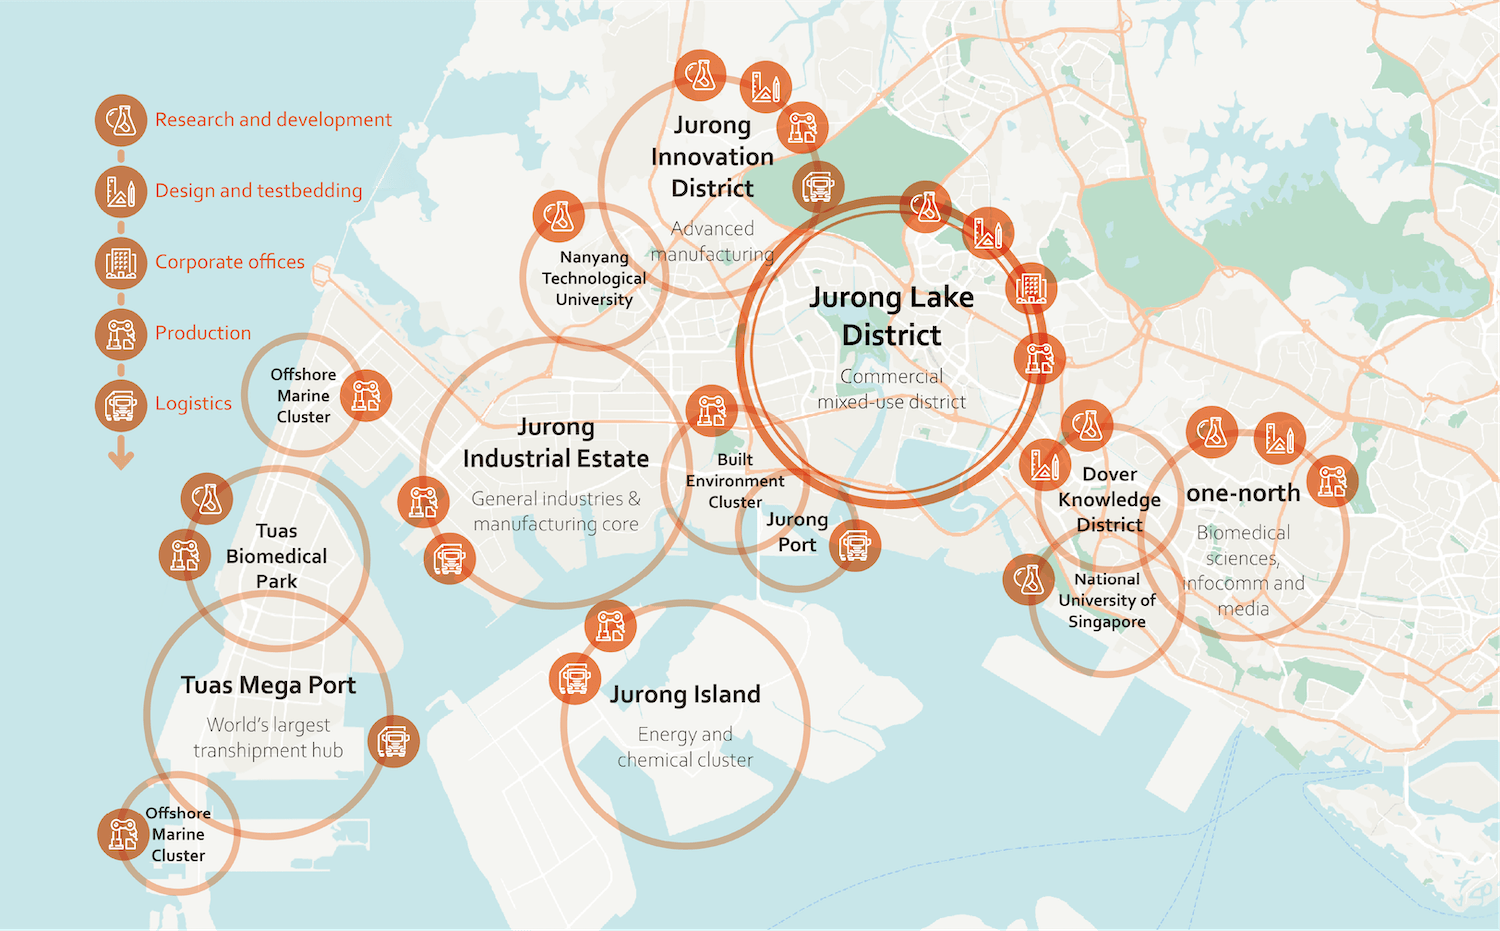 Research and development
Design and testbedding
Corporate offices
Production
Logistics
Jurong
Innovation
District
Advanced
manufacturing
Nanyang
Technological
University
Jurong Lake
District
Commercial
mixed-use district
Offshore
Marine
Cluster
Jurong
Industrial Estate
General industries &
manufacturing core
Built
Environment
Cluster
Jurong
Port
Dover
Knowledge
District
one-north
Biomedical
sciences,
infocomm and
media
National
University of
Singapore
Tuas
Biomedical
Park
Tuas Mega Port
World's largest
transhipment hub
Jurong Island
Energy and
chemical cluster
Offshore
Marine
Cluster